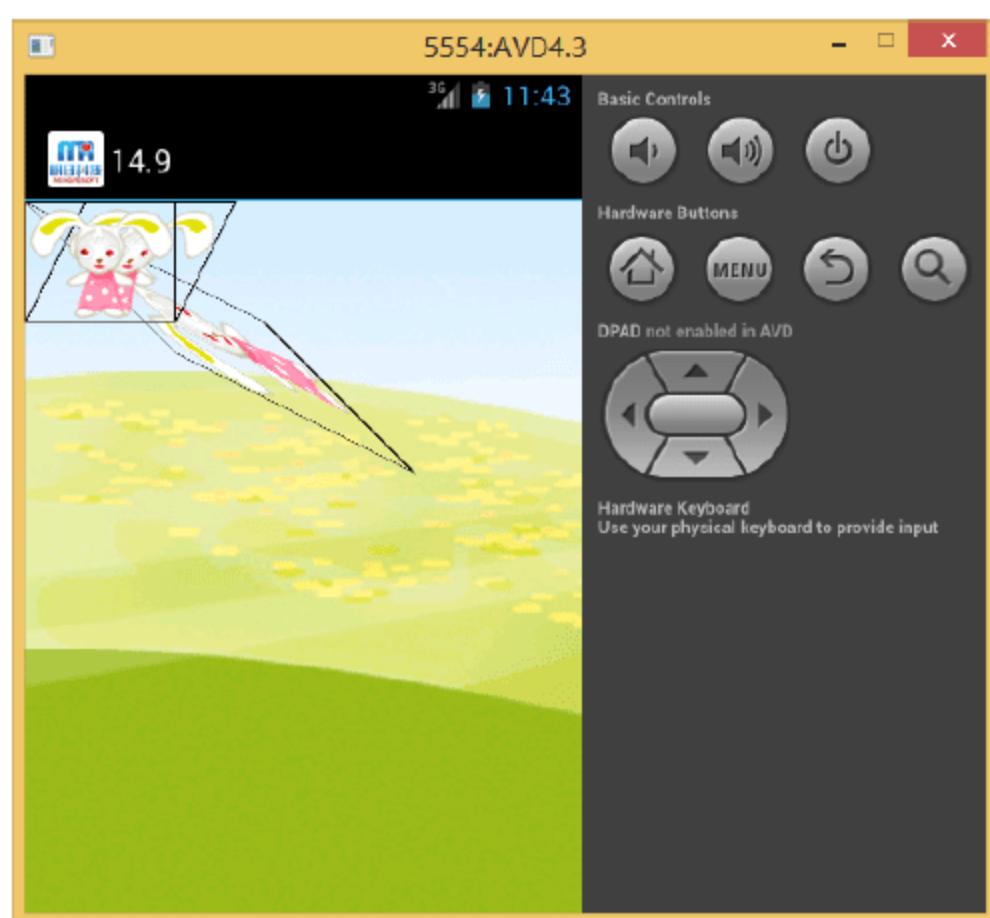 5554:AVD4.3
3G 11:43
14.9
Basic Controls
Hardware Buttons
MENU
DPAD not enabled in AVD
Hardware Keyboard
Use your physical keyboard to provide input